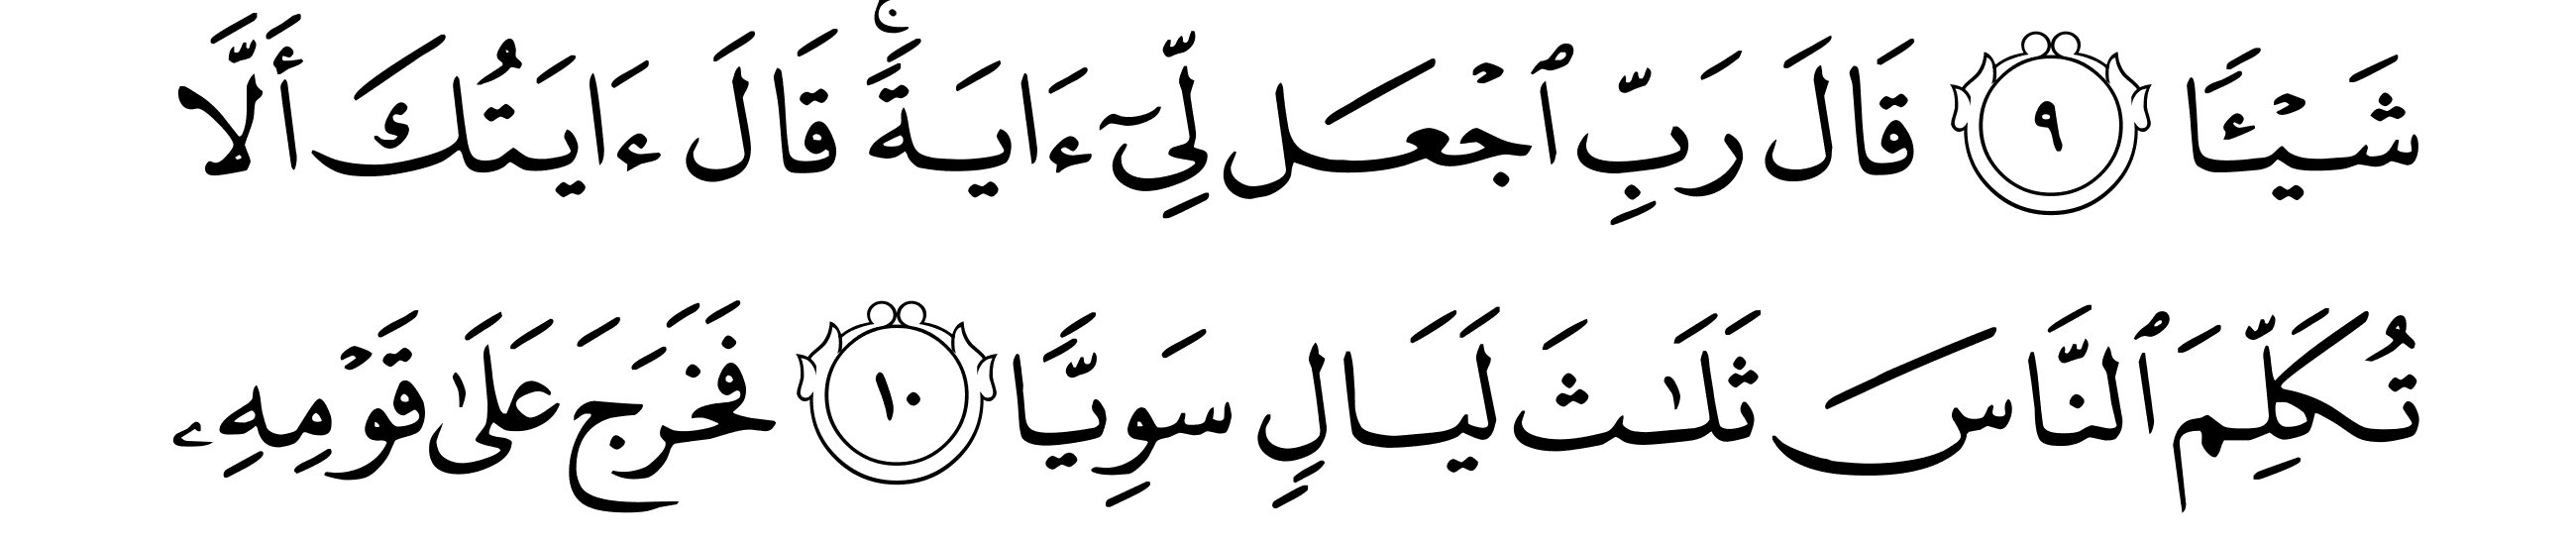 شَيْـًٔا ٩ قَالَ رَبِّ ٱجْعَل لِّىٓ ءَايَةً ۚ قَالَ ءَايَتُكَ أَلَّا
تُكَلِّمَ ٱلنَّاسَ ثَلَـٰثَ لَيَالٍ سَوِيًّا ١٠ فَخَرَجَ عَلَىٰ قَوْمِهِۦ